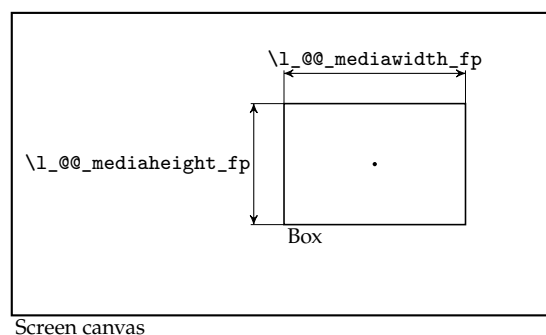 \l_@@_mediawidth_fp
\l_@@_mediaheight_fp
Box
Screen canvas